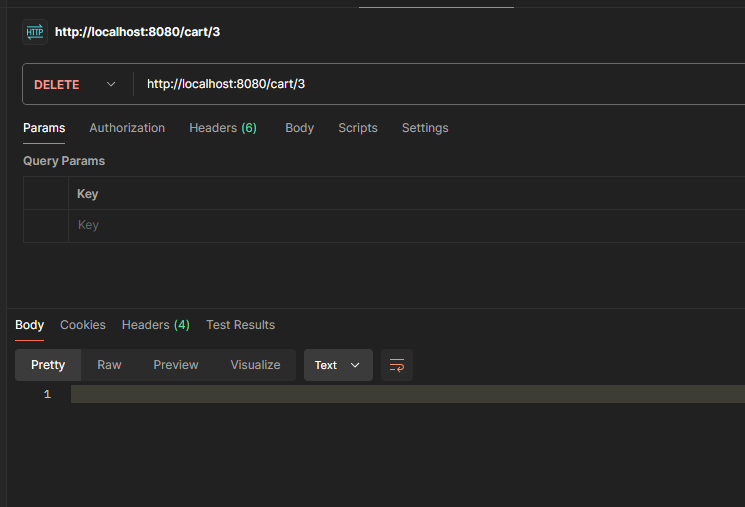 HTTP http://localhost:8080/cart/3
DELETE http://localhost:8080/cart/3
Params Authorization Headers (6) Body Scripts Settings
Query Params
Key
Key
Body Cookies Headers (4) Test Results
Pretty Raw Preview Visualize Text
1